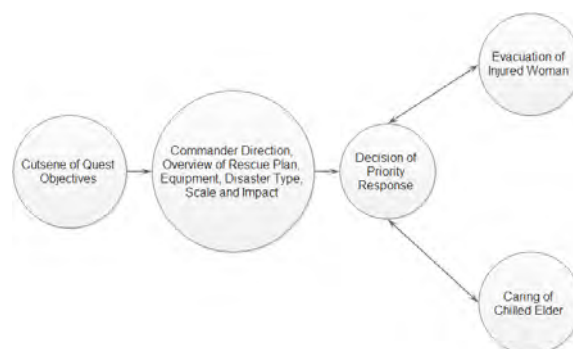 Cutsene of Quest
Objectives
Commander Direction,
Overview of Rescue Plan,
Equipment, Disaster Type,
Scale and Impact
Decision of
Priority
Response
Evacuation of
Injured Woman
Caring of
Chilled Elder